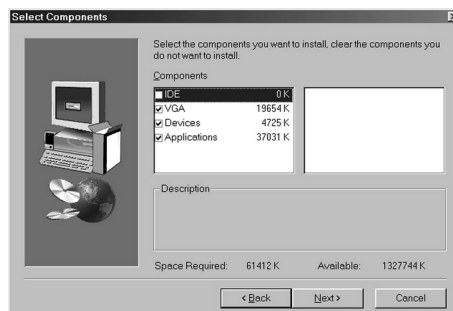 Select Components
Select the components you want to install, clear the components you
do not want to install.
Components
IDE 0 K
VGA 19654 K
Devices 4725 K
Applications 37031 K
Description
Space Required: 61412 K Available: 1327744 K
< Back Next > Cancel